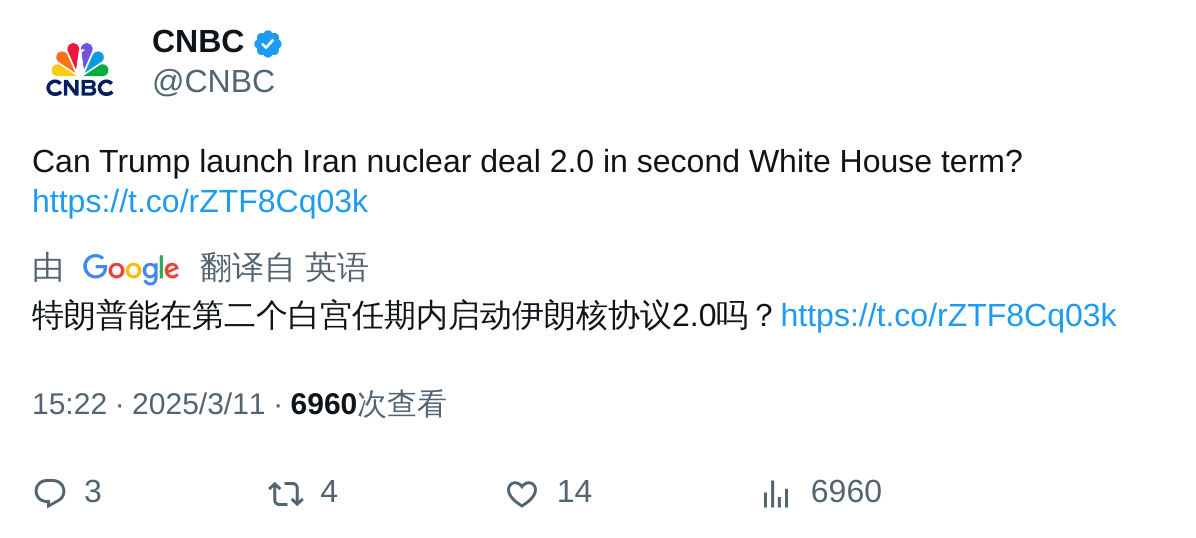 CNBC
CNBC
@CNBC
Can Trump launch Iran nuclear deal 2.0 in second White House term?
https://t.co/rZTF8Cq03k
由 Google 翻译自 英语
特朗普能在第二个白宫任期内启动伊朗核协议2.0吗？https://t.co/rZTF8Cq03k
15:22 · 2025/3/11 · 6960次查看
3 4 14 6960